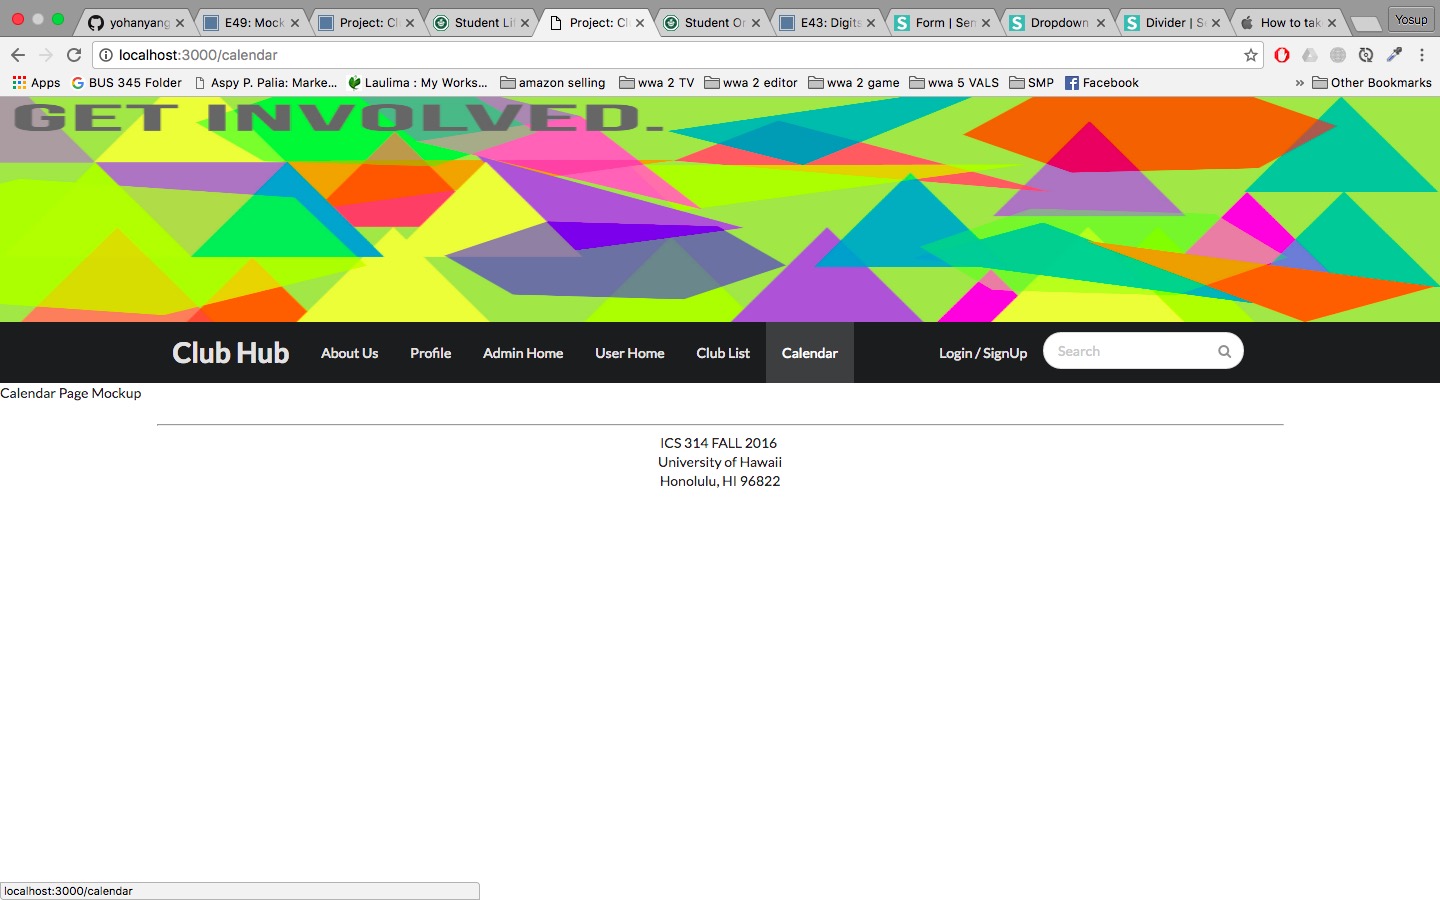 yohanyang
E49: Mock
Project: Cl
Student Li
Project: Cl
Student Or
E43: Digits
Form | Sem
Dropdown
Divider | Se
How to tak
Yosup
localhost:3000/calendar
Apps
BUS 345 Folder
Aspy P. Palia: Marke...
Laulima : My Works...
amazon selling
wwa 2 TV
wwa 2 editor
wwa 2 game
wwa 5 VALS
SMP
Facebook
» Other Bookmarks
GET INVOLVED.
Club Hub
About Us
Profile
Admin Home
User Home
Club List
Calendar
Login / SignUp
Search
Calendar Page Mockup
ICS 314 FALL 2016
University of Hawaii
Honolulu, HI 96822
localhost:3000/calendar